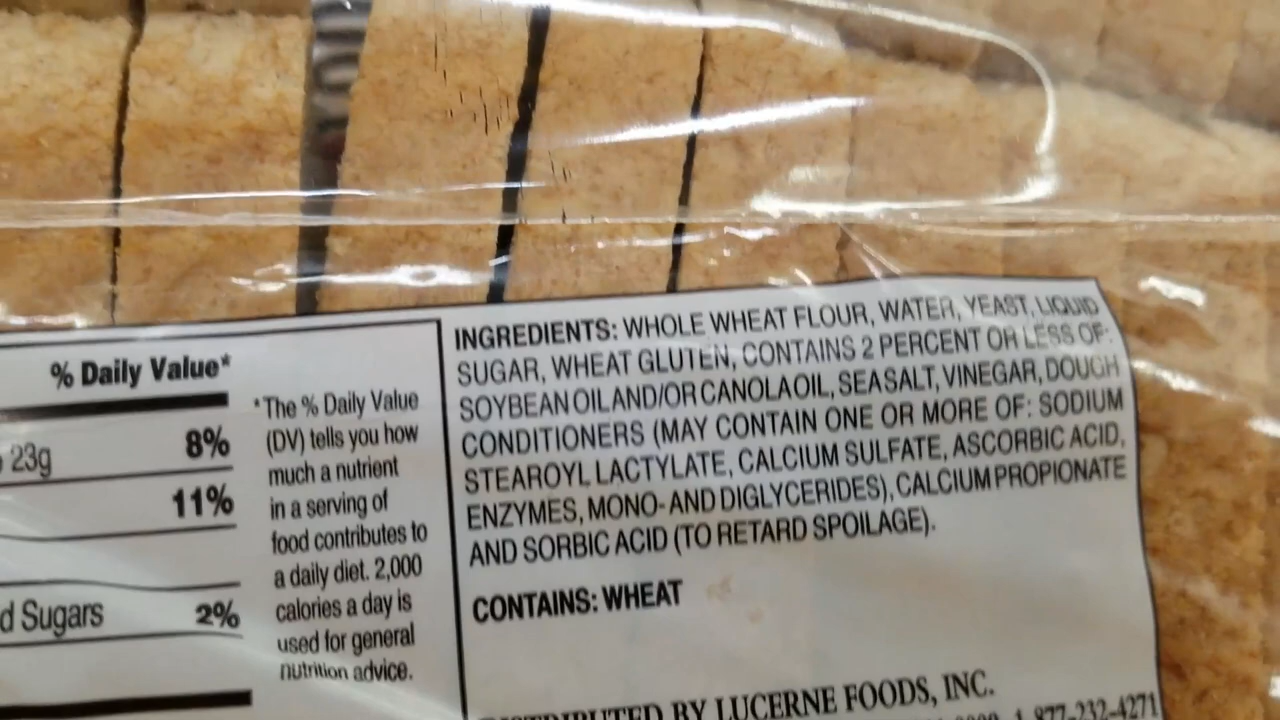 % Daily Value*
23g 8%
11%
d Sugars 2%
*The % Daily Value
(DV) tells you how
much a nutrient
in a serving of
food contributes to
a daily diet. 2,000
calories a day is
used for general
nutrition advice.
INGREDIENTS: WHOLE WHEAT FLOUR, WATER, YEAST, LIQUID
SUGAR, WHEAT GLUTEN, CONTAINS 2 PERCENT OR LESS OF:
SOYBEAN OIL AND/OR CANOLA OIL, SEA SALT, VINEGAR, DOUGH
CONDITIONERS (MAY CONTAIN ONE OR MORE OF: SODIUM
STEAROYL LACTYLATE, CALCIUM SULFATE, ASCORBIC ACID,
ENZYMES, MONO- AND DIGLYCERIDES), CALCIUM PROPIONATE
AND SORBIC ACID (TO RETARD SPOILAGE).
CONTAINS: WHEAT
DISTRIBUTED BY LUCERNE FOODS, INC.
1-877-232-4271